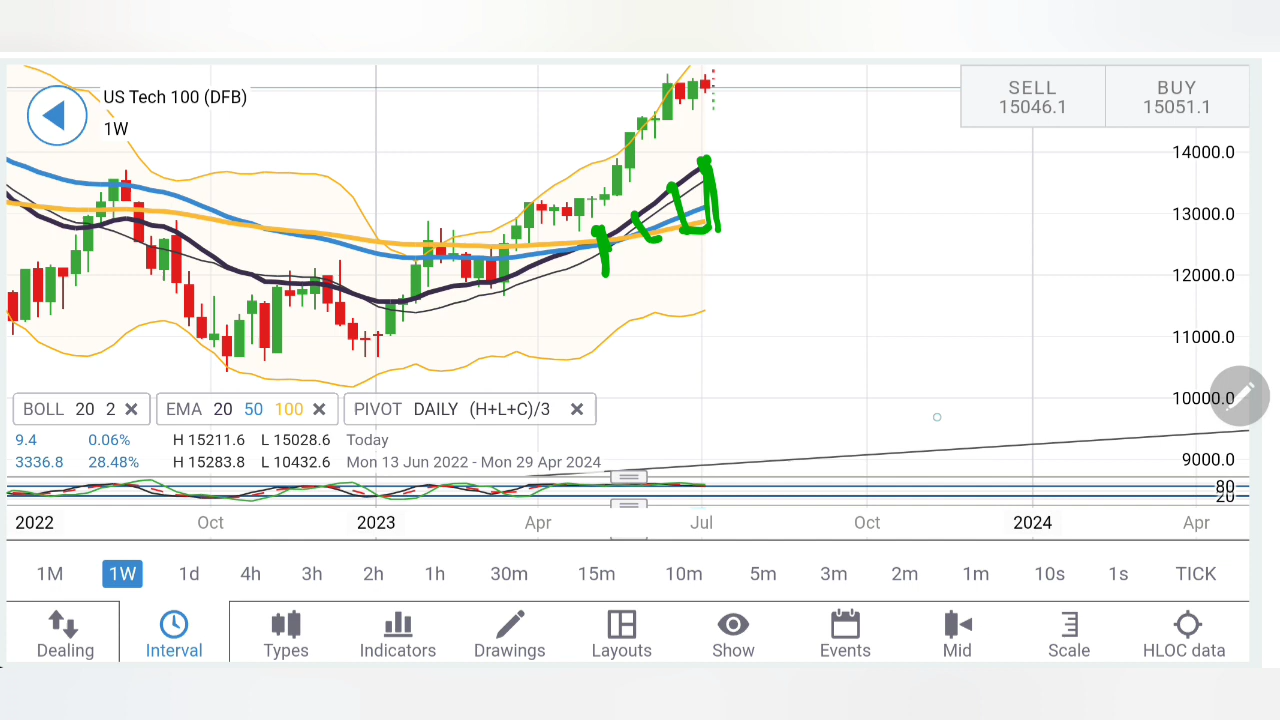 US Tech 100 (DFB)
1W
SELL
15046.1
BUY
15051.1
14000.0
13000.0
12000.0
11000.0
10000.0
9000.0
BOLL 20 2 EMA 20 50 100 PIVOT DAILY (H+L+C)/3
9.4 0.06% H 15211.6 L 15028.6 Today
3336.8 28.48% H 15283.8 L 10432.6 Mon 13 Jun 2022 - Mon 29 Apr 2024
80
20
2022 Oct 2023 Apr Jul Oct 2024 Apr
1M 1W 1d 4h 3h 2h 1h 30m 15m 10m 5m 3m 2m 1m 10s 1s TICK
Dealing Interval Types Indicators Drawings Layouts Show Events Mid Scale HLOC data